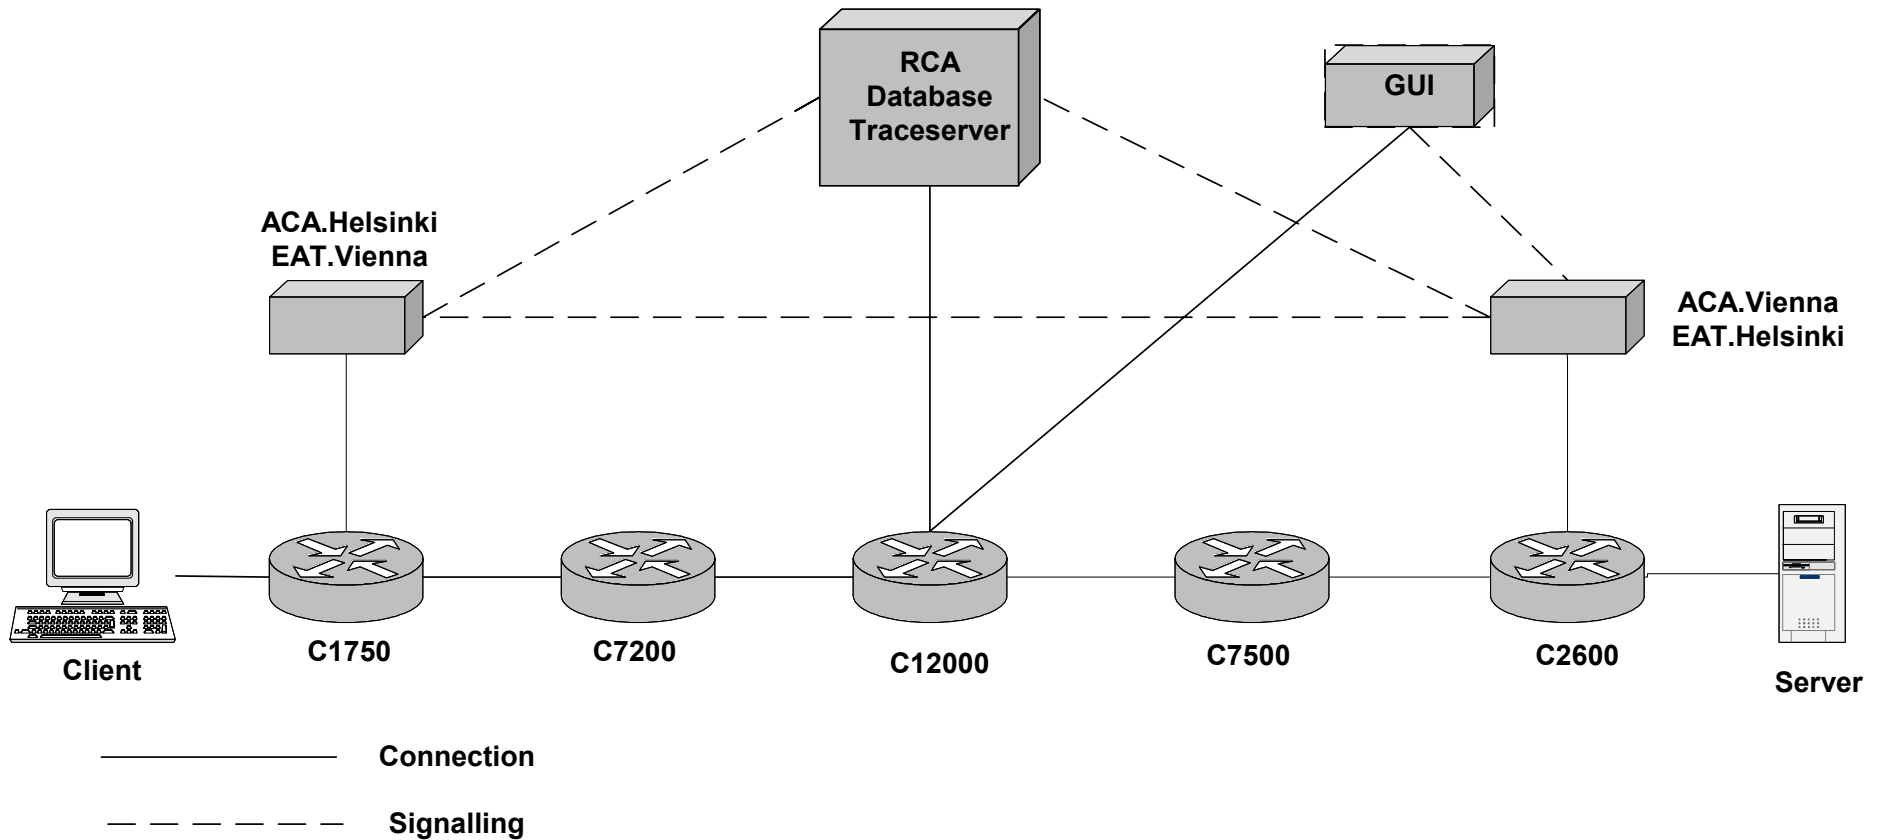 RCA
Database
Traceserver
GUI
ACA.Helsinki
EAT.Vienna
ACA.Vienna
EAT.Helsinki
Client
C1750
C7200
C12000
C7500
C2600
Server
Connection
Signalling